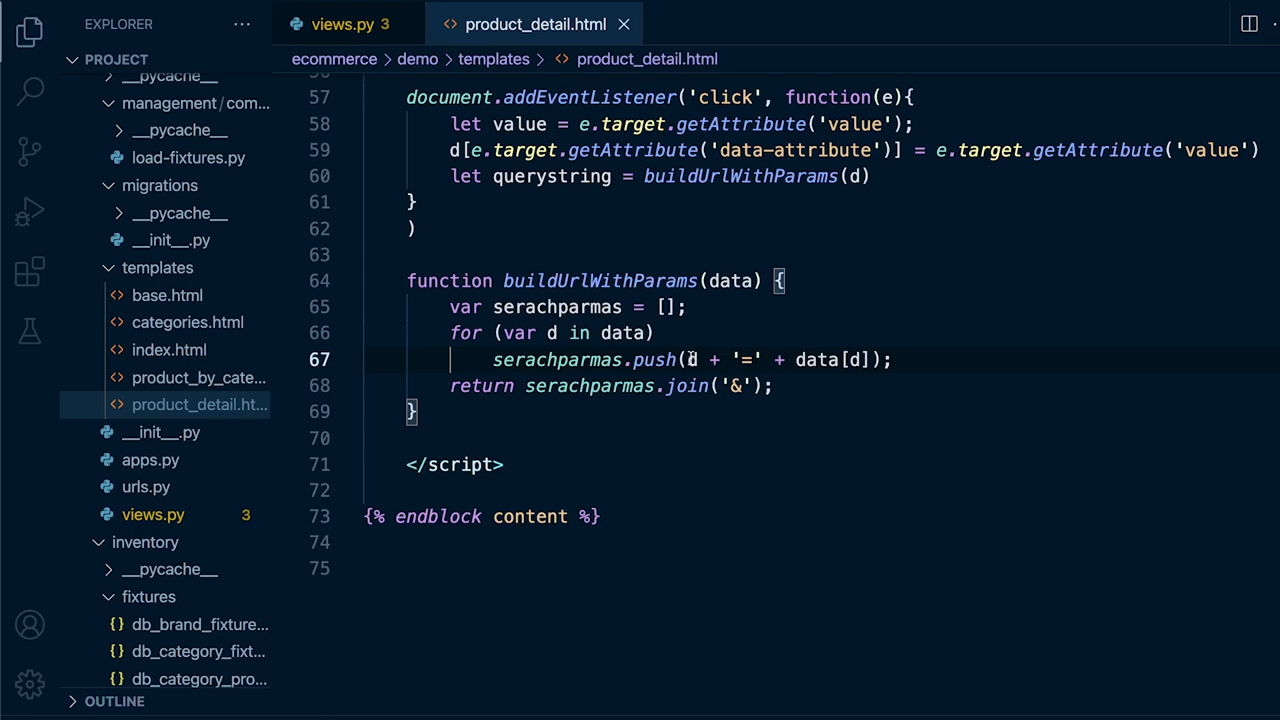 EXPLORER ...
PROJECT
__pycache__
management/com...
__pycache__
load-fixtures.py
migrations
__pycache__
__init__.py
templates
base.html
categories.html
index.html
product_by_cate...
product_detail.ht...
__init__.py
apps.py
urls.py
views.py 3
inventory
__pycache__
fixtures
db_brand_fixture...
db_category_fixt...
db_category_pro...
OUTLINE
views.py 3
<> product_detail.html ×
ecommerce > demo > templates > <> product_detail.html
56
57 document.addEventListener('click', function(e){
58 let value = e.target.getAttribute('value');
59 d[e.target.getAttribute('data-attribute')] = e.target.getAttribute('value')
60 let querystring = buildUrlWithParams(d)
61 }
62 )
63
64 function buildUrlWithParams(data) {
65 var serachparmas = [];
66 for (var d in data)
67 serachparmas.push(d + '=' + data[d]);
68 return serachparmas.join('&');
69 }
70
71 </script>
72
73 {% endblock content %}
74
75